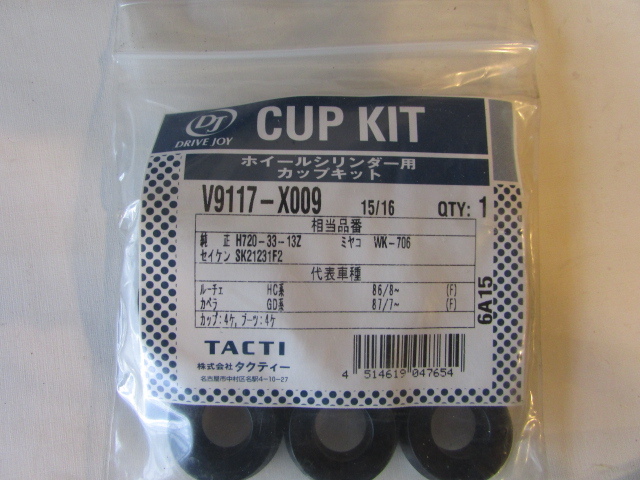 DJ
DRIVE JOY
CUP KIT
ホイールシリンダー用
カップキット
V9117-X009 15/16 QTY: 1
相当品番
純 正 H720-33-13Z ミヤコ WK-706
セイケン SK21231F2
代表車種
ルーチェ HC系 86/8~ (F)
カペラ GD系 87/7~ (F)
カップ:4ヶ,ブーツ:4ヶ
6A15
TACTI
株式会社 タクティー
名古屋市中村区名駅4-10-27
4 514619 047654